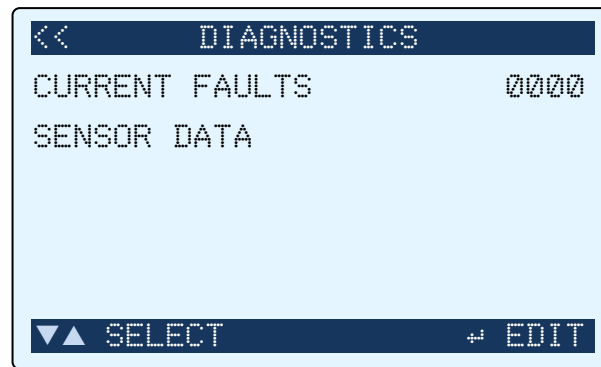 << DIAGNOSTICS
CURRENT FAULTS 0000
SENSOR DATA
▼▲ SELECT ↵ EDIT